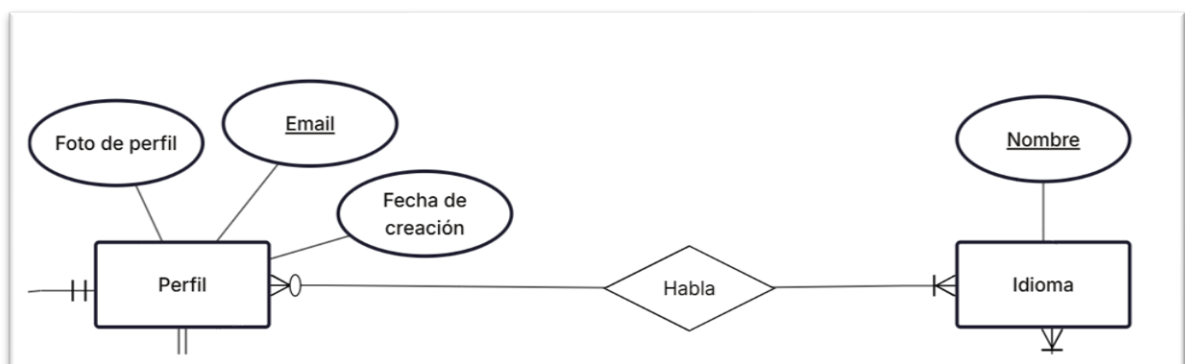 Foto de perfil
Email
Fecha de
creación
Nombre
Perfil
Habla
Idioma